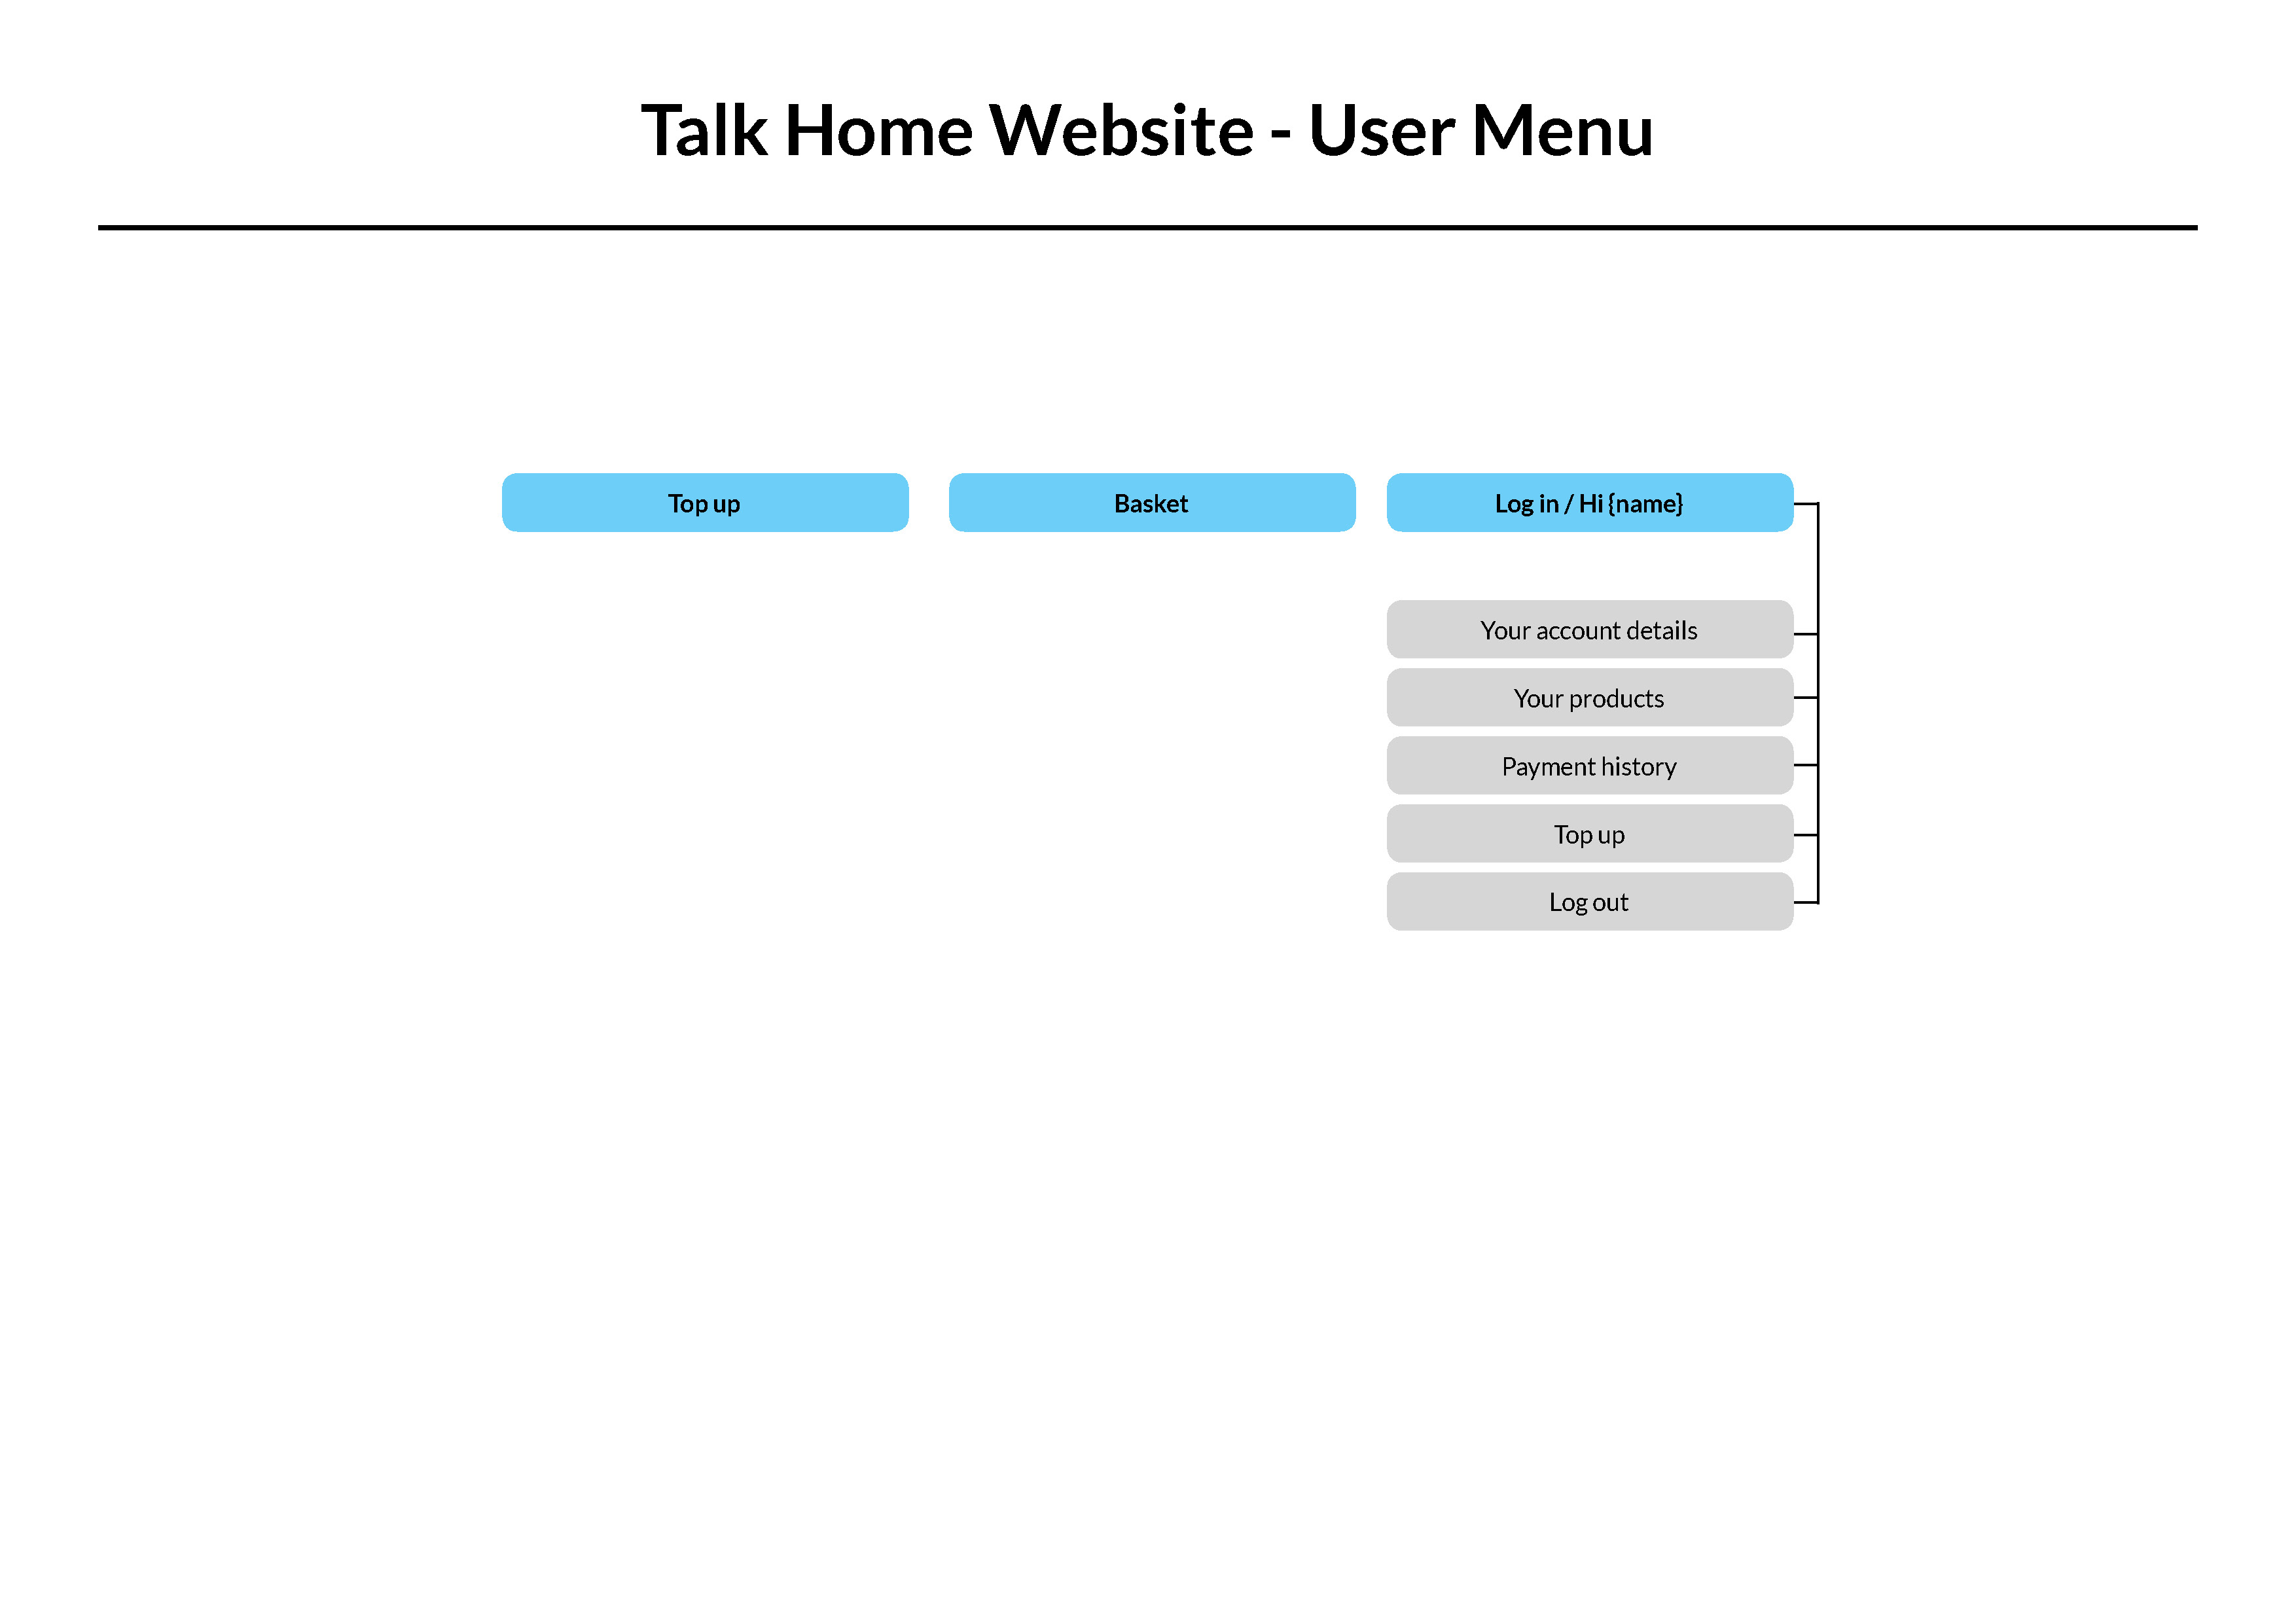 Talk Home Website - User Menu
Top up
Basket
Log in / Hi {name}
Your account details
Your products
Payment history
Top up
Log out